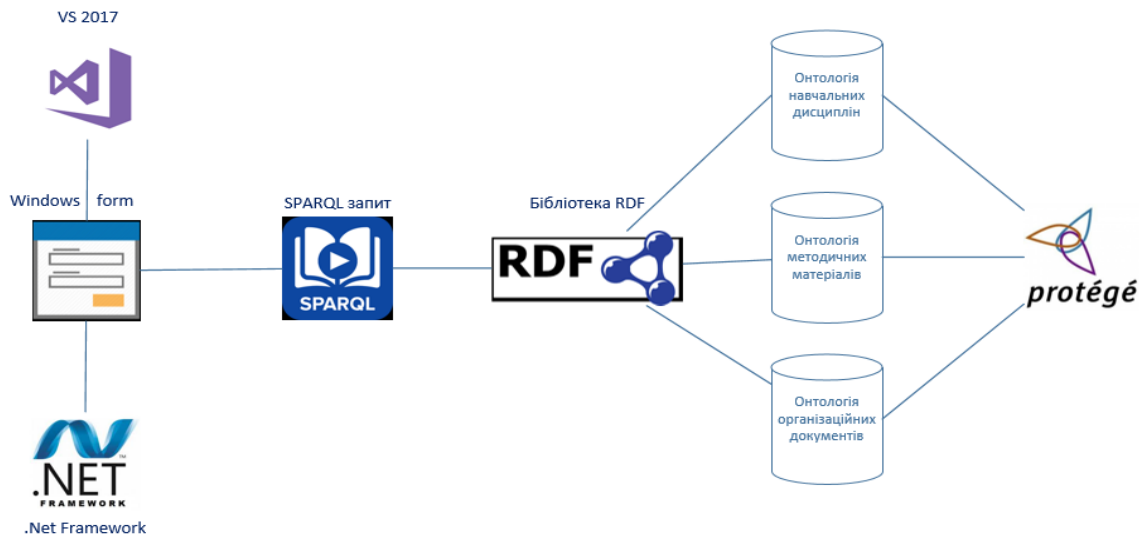 VS 2017
Windows form
SPARQL запит
SPARQL
Бібліотека RDF
RDF
Онтологія
навчальних
дисциплін
Онтологія
методичних
матеріалів
Онтологія
організаційних
документів
protégé
.NET
™
FRAMEWORK
.Net Framework